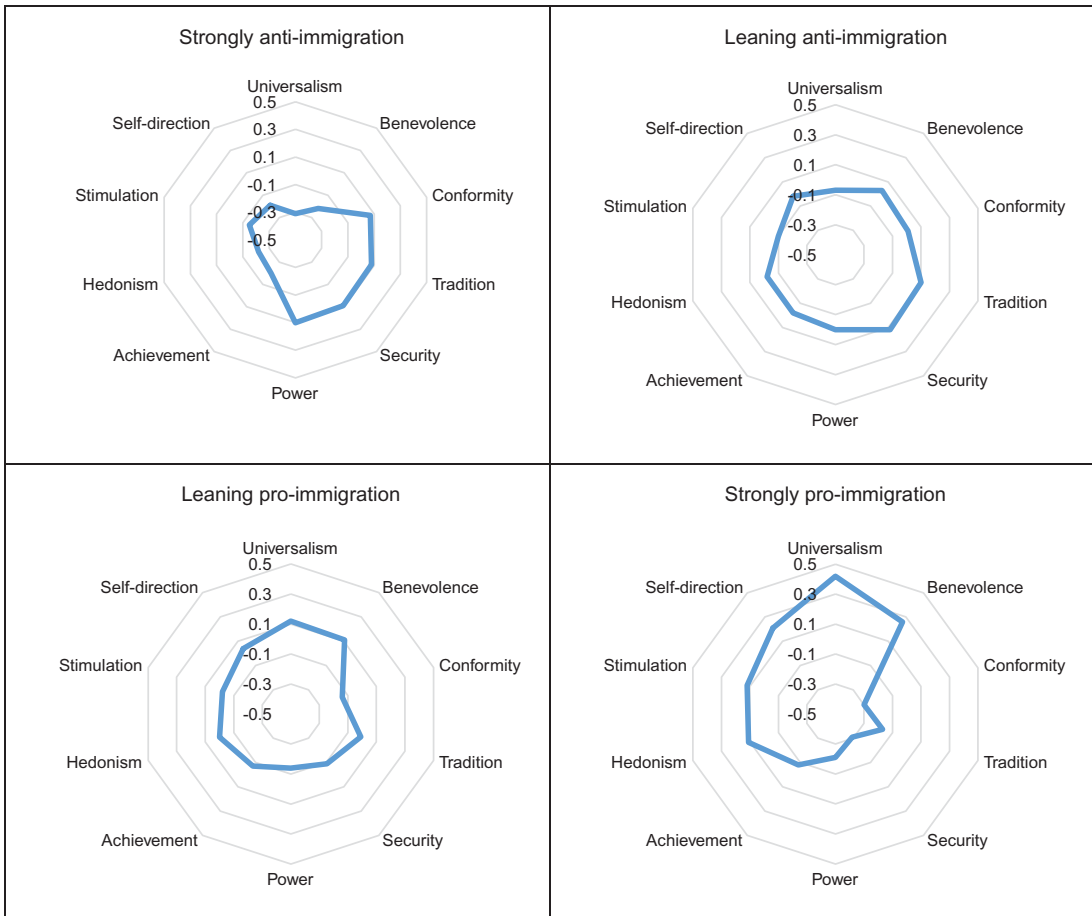 Strongly anti-immigration
Universalism
0.5
Self-direction
Benevolence
0.3
0.1
Stimulation
Conformity
-0.1
-0.3
-0.5
Hedonism
Tradition
Achievement
Security
Power
Leaning anti-immigration
Universalism
0.5
Self-direction
Benevolence
0.3
0.1
Stimulation
Conformity
-0.1
-0.3
-0.5
Hedonism
Tradition
Achievement
Security
Power
Leaning pro-immigration
Universalism
0.5
Self-direction
Benevolence
0.3
0.1
Stimulation
Conformity
-0.1
-0.3
-0.5
Hedonism
Tradition
Achievement
Security
Power
Strongly pro-immigration
Universalism
0.5
Self-direction
Benevolence
0.3
0.1
Stimulation
Conformity
-0.1
-0.3
-0.5
Hedonism
Tradition
Achievement
Security
Power